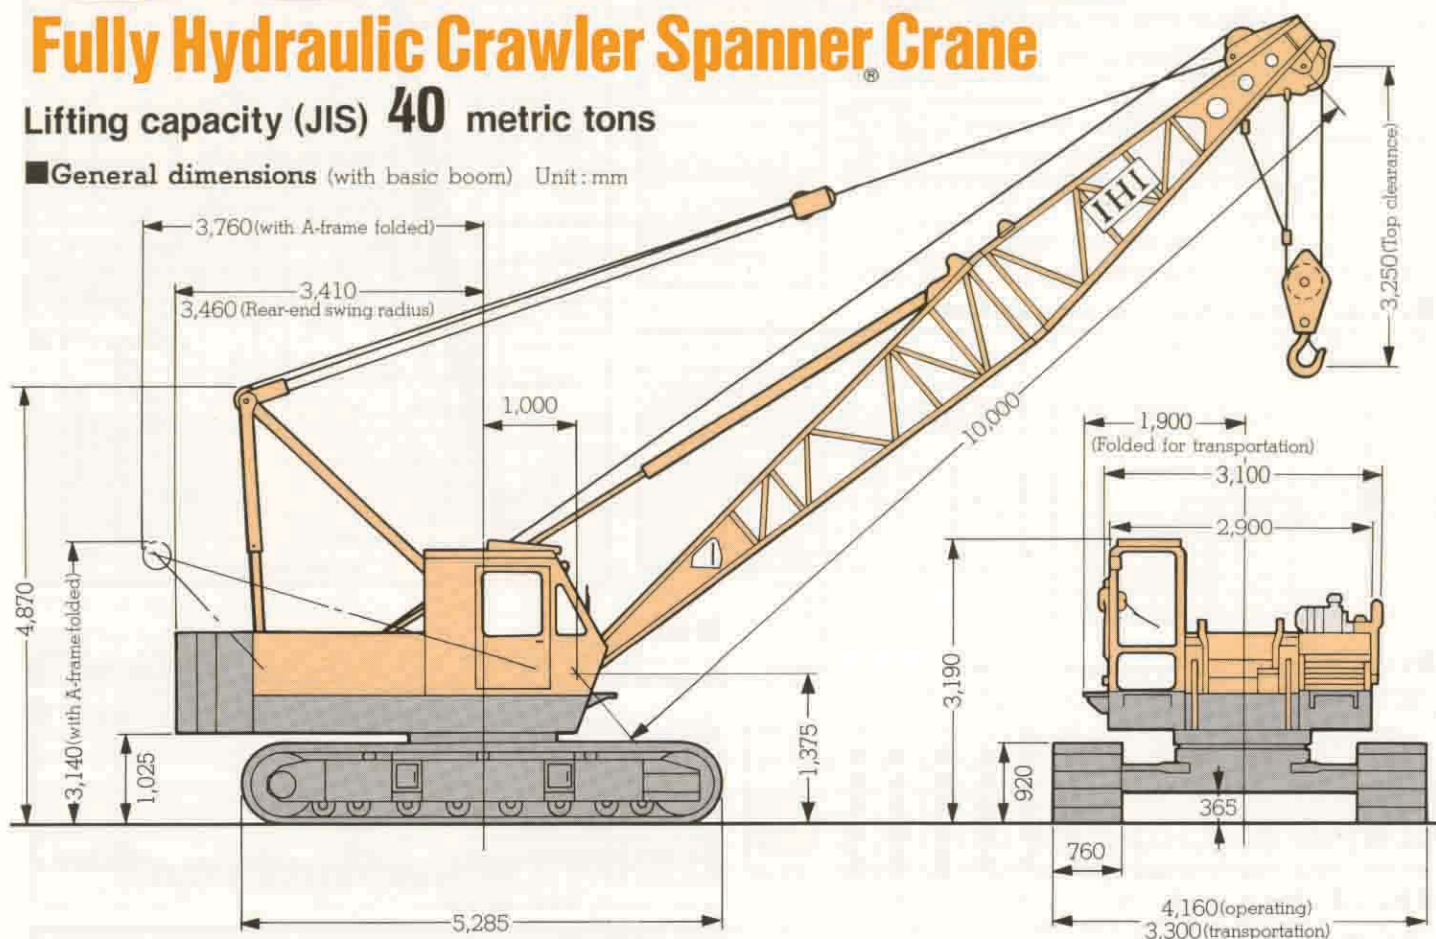 Fully Hydraulic Crawler Spanner® Crane
Lifting capacity (JIS) 40 metric tons
■General dimensions (with basic boom) Unit: mm
3,760(with A-frame folded)
3,410
3,460(Rear-end swing radius)
1,000
IHI
3,250(Top clearance)
10,000
1,900
(Folded for transportation)
3,100
2,900
4,870
3,140(with A-frame folded)
1,025
1,375
3,190
920
365
760
5,285
4,160(operating)
3,300(transportation)